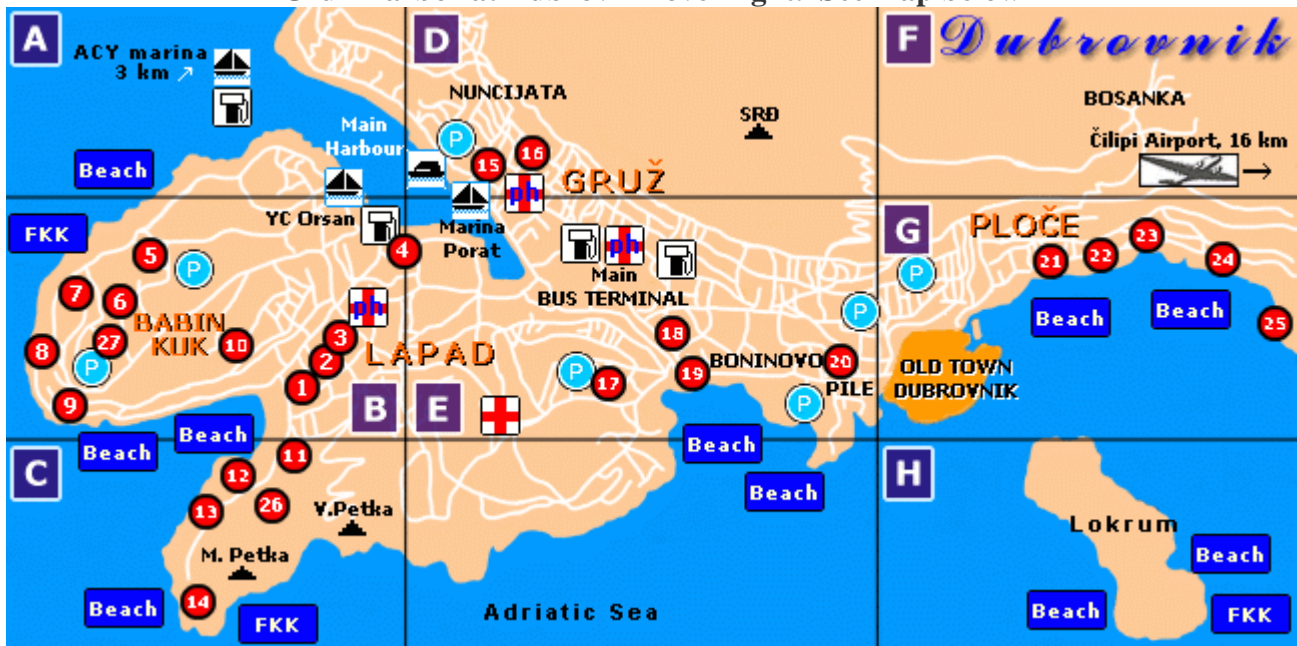 A
ACY marina
3 km
Main
Harbour
Beach
D
NUNCIJATA
P
15
16
ph
GRUŽ
SRĐ
F
Dubrovnik
BOSANKA
Čilipi Airport, 16 km
FKK
YC Orsan
4
5
P
7
6
BABIN
KUK
8
27
P
10
9
ph
3
2
1
LAPAD
B
Beach
Marina
Porat
ph
Main
BUS TERMINAL
18
19
BONINOVO
20
PILE
P
P
P
17
E
G
PLOČE
P
21
22
23
24
25
Beach
Beach
OLD TOWN
DUBROVNIK
C
Beach
11
12
13
26
V.Petka
M. Petka
Beach
14
FKK
Beach
Beach
Adriatic Sea
H
Lokrum
Beach
Beach
FKK